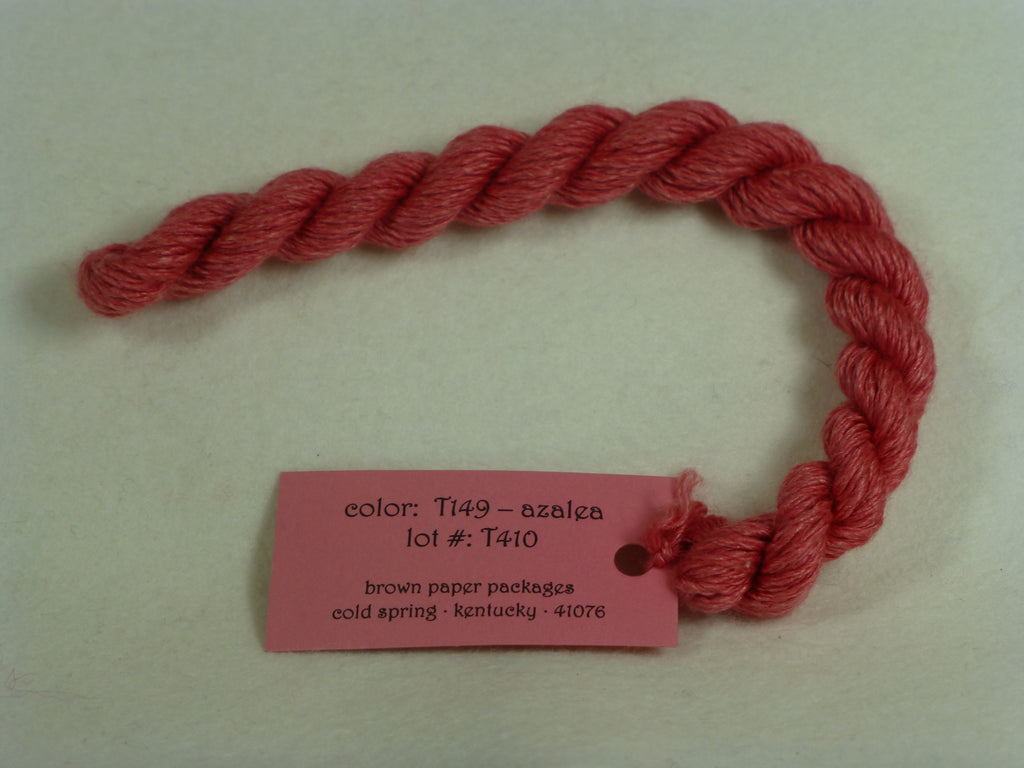 color: T149 – azalea
lot #: T410
brown paper packages
cold spring · kentucky · 41076